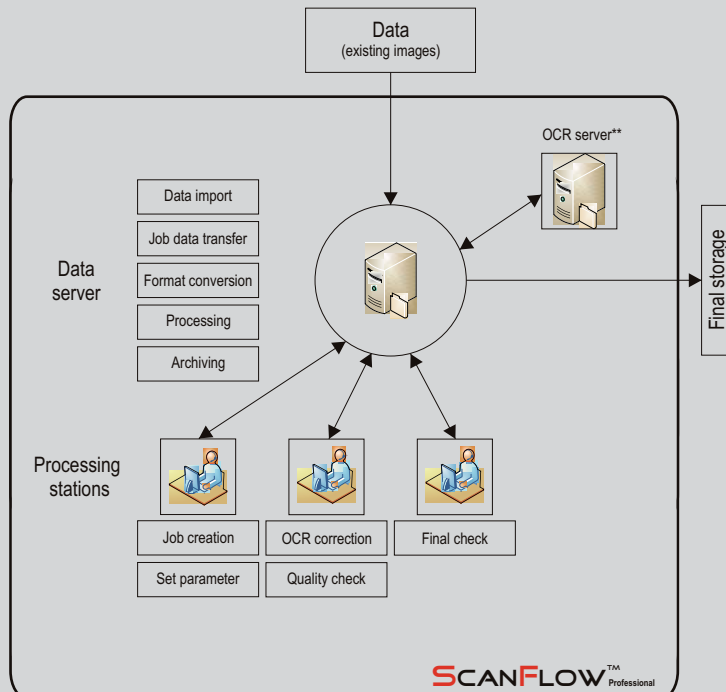 Data
(existing images)
OCR server**
Data import
Job data transfer
Format conversion
Processing
Archiving
Data
server
Final storage
Processing
stations
Job creation
Set parameter
OCR correction
Quality check
Final check
SCANFLOW™
Professional